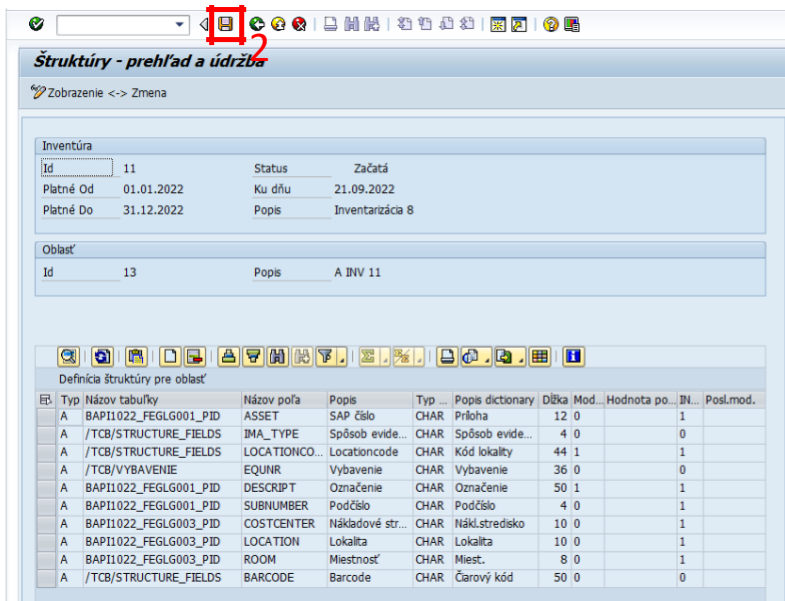 2
Štruktúry - prehľad a údržba
Zobrazenie <-> Zmena
Inventúra
Id 11 Status Začatá
Platné Od 01.01.2022 Ku dňu 21.09.2022
Platné Do 31.12.2022 Popis Inventarizácia 8
Oblasť
Id 13 Popis A INV 11
Definícia štruktúry pre oblasť
Typ Názov tabuľky Názov poľa Popis Typ ... Popis dictionary Dĺžka Mod... Hodnota po... IN... Posl.mod.
A BAPI1022_FEGLG001_PID ASSET SAP číslo CHAR Príloha 12 0 1
A /TCB/STRUCTURE_FIELDS IMA_TYPE Spôsob evide... CHAR Spôsob evide... 4 0 0
A /TCB/STRUCTURE_FIELDS LOCATIONCO... Locationcode CHAR Kód lokality 44 1 1
A /TCB/VYBAVENIE EQUNR Vybavenie CHAR Vybavenie 36 0 0
A BAPI1022_FEGLG001_PID DESCRIPT Označenie CHAR Označenie 50 1 1
A BAPI1022_FEGLG001_PID SUBNUMBER Podčíslo CHAR Podčíslo 4 0 1
A BAPI1022_FEGLG003_PID COSTCENTER Nákladové str... CHAR Nákl.stredisko 10 0 1
A BAPI1022_FEGLG003_PID LOCATION Lokalita CHAR Lokalita 10 0 1
A BAPI1022_FEGLG003_PID ROOM Miestnosť CHAR Miest. 8 0 1
A /TCB/STRUCTURE_FIELDS BARCODE Barcode CHAR Čiarový kód 50 0 0